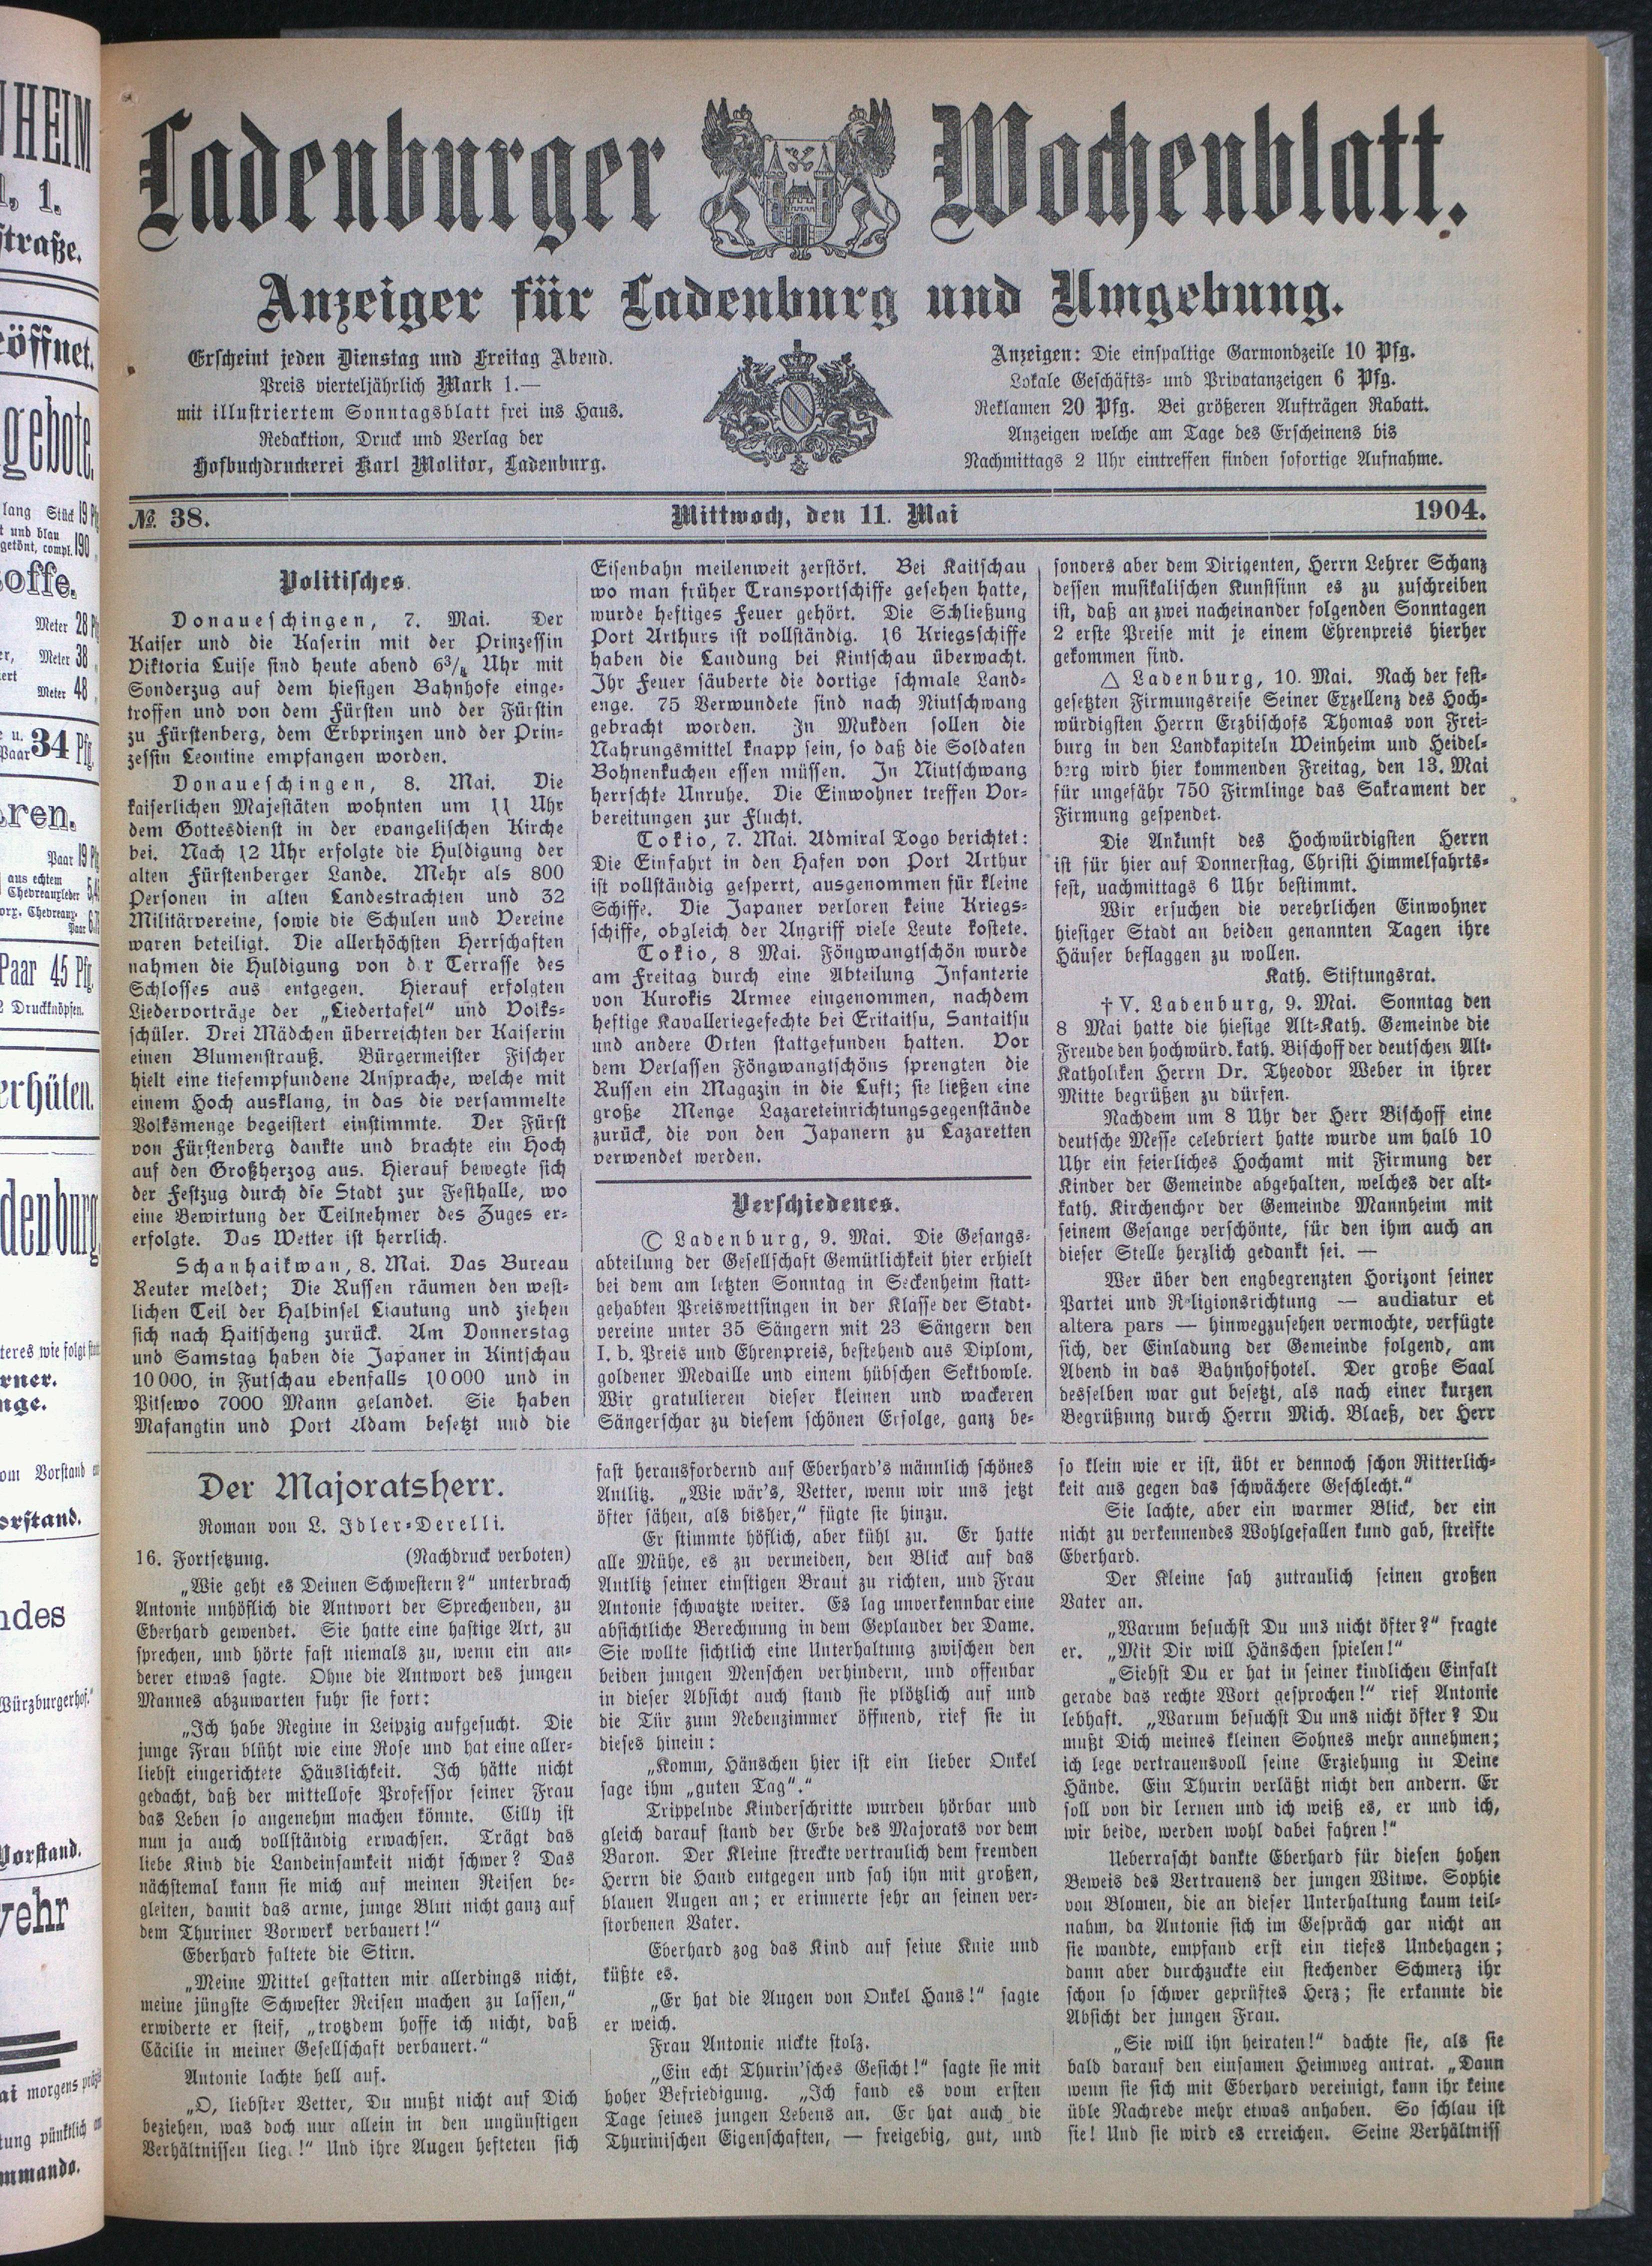 Ladenburger Wochenblatt.
Anzeiger für Ladenburg und Umgebung.
Erscheint jeden Dienstag und Freitag Abend.
Preis vierteljährlich Mark 1.—
mit illustriertem Sonntagsblatt frei ins Haus.
Redaktion, Druck und Verlag der
Hofbuchdruckerei Karl Molitor, Ladenburg.
Anzeigen: Die einspaltige Garmondzeile 10 Pfg.
Lokale Geschäfts- und Privatanzeigen 6 Pfg.
Reklamen 20 Pfg. Bei größeren Aufträgen Rabatt.
Anzeigen welche am Tage des Erscheinens bis
Nachmittags 2 Uhr eintreffen finden sofortige Aufnahme.
№ 38. Mittwoch, den 11. Mai 1904.
Politisches.
Donaueschingen, 7. Mai. Der
Kaiser und die Kaserin mit der Prinzessin
Viktoria Luise sind heute abend 6³/₄ Uhr mit
Sonderzug auf dem hiesigen Bahnhofe einge-
troffen und von dem Fürsten und der Fürstin
zu Fürstenberg, dem Erbprinzen und der Prin-
zessin Leontine empfangen worden.
Donaueschingen, 8. Mai. Die
kaiserlichen Majestäten wohnten um 11 Uhr
dem Gottesdienst in der evangelischen Kirche
bei. Nach 12 Uhr erfolgte die Huldigung der
alten Fürstenberger Lande. Mehr als 800
Personen in alten Landestrachten und 32
Militärvereine, sowie die Schulen und Vereine
waren beteiligt. Die allerhöchsten Herrschaften
nahmen die Huldigung von d r Terrasse des
Schlosses aus entgegen. Hierauf erfolgten
Liedervorträge der „Liedertafel" und Volks-
schüler. Drei Mädchen überreichten der Kaiserin
einen Blumenstrauß. Bürgermeister Fischer
hielt eine tiefempfundene Ansprache, welche mit
einem Hoch ausklang, in das die versammelte
Volksmenge begeistert einstimmte. Der Fürst
von Fürstenberg dankte und brachte ein Hoch
auf den Großherzog aus. Hierauf bewegte sich
der Festzug durch die Stadt zur Festhalle, wo
eine Bewirtung der Teilnehmer des Zuges er-
erfolgte. Das Wetter ist herrlich.
Schanhaikwan, 8. Mai. Das Bureau
Reuter meldet; Die Russen räumen den west-
lichen Teil der Halbinsel Liautung und ziehen
sich nach Haitscheng zurück. Am Donnerstag
und Samstag haben die Japaner in Kintschau
10 000, in Futschau ebenfalls 10 000 und in
Pitsewo 7000 Mann gelandet. Sie haben
Mafangtin und Port Adam besetzt und die
Eisenbahn meilenweit zerstört. Bei Kaitschau
wo man früher Transportschiffe gesehen hatte,
wurde heftiges Feuer gehört. Die Schließung
Port Arthurs ist vollständig. 16 Kriegsschiffe
haben die Landung bei Kintschau überwacht.
Ihr Feuer säuberte die dortige schmale Land-
enge. 75 Verwundete sind nach Niutschwang
gebracht worden. In Mukden sollen die
Nahrungsmittel knapp sein, so daß die Soldaten
Bohnenkuchen essen müssen. In Niutschwang
herrschte Unruhe. Die Einwohner treffen Vor-
bereitungen zur Flucht.
Tokio, 7. Mai. Admiral Togo berichtet:
Die Einfahrt in den Hafen von Port Arthur
ist vollständig gesperrt, ausgenommen für kleine
Schiffe. Die Japaner verloren keine Kriegs-
schiffe, obgleich der Angriff viele Leute kostete.
Tokio, 8 Mai. Föngwangtschön wurde
am Freitag durch eine Abteilung Infanterie
von Kurokis Armee eingenommen, nachdem
heftige Kavalleriegefechte bei Eritaitsu, Santaitsu
und andere Orten stattgefunden hatten. Vor
dem Verlassen Föngwangtschöns sprengten die
Russen ein Magazin in die Luft; sie ließen eine
große Menge Lazareteinrichtungsgegenstände
zurück, die von den Japanern zu Lazaretten
verwendet werden.
Verschiedenes.
© Ladenburg, 9. Mai. Die Gesangs-
abteilung der Gesellschaft Gemütlichkeit hier erhielt
bei dem am letzten Sonntag in Seckenheim statt-
gehabten Preiswettsingen in der Klasse der Stadt-
vereine unter 35 Sängern mit 23 Sängern den
I. b. Preis und Ehrenpreis, bestehend aus Diplom,
goldener Medaille und einem hübschen Sektbowle.
Wir gratulieren dieser kleinen und wackeren
Sängerschar zu diesem schönen Erfolge, ganz be-
sonders aber dem Dirigenten, Herrn Lehrer Schanz
dessen musikalischen Kunstsinn es zu zuschreiben
ist, daß an zwei nacheinander folgenden Sonntagen
2 erste Preise mit je einem Ehrenpreis hierher
gekommen sind.
△ Ladenburg, 10. Mai. Nach der fest-
gesetzten Firmungsreise Seiner Exzellenz des Hoch-
würdigsten Herrn Erzbischofs Thomas von Frei-
burg in den Landkapiteln Weinheim und Heidel-
berg wird hier kommenden Freitag, den 13. Mai
für ungefähr 750 Firmlinge das Sakrament der
Firmung gespendet.
Die Ankunft des Hochwürdigsten Herrn
ist für hier auf Donnerstag, Christi Himmelfahrts-
fest, uachmittags 6 Uhr bestimmt.
Wir ersuchen die verehrlichen Einwohner
hiesiger Stadt an beiden genannten Tagen ihre
Häuser beflaggen zu wollen.
Kath. Stiftungsrat.
† V. Ladenburg, 9. Mai. Sonntag den
8 Mai hatte die hiesige Alt-Kath. Gemeinde die
Freude den hochwürd. kath. Bischoff der deutschen Alt-
Katholiken Herrn Dr. Theodor Weber in ihrer
Mitte begrüßen zu dürfen.
Nachdem um 8 Uhr der Herr Bischoff eine
deutsche Messe celebriert hatte wurde um halb 10
Uhr ein feierliches Hochamt mit Firmung der
Kinder der Gemeinde abgehalten, welches der alt-
kath. Kirchenchor der Gemeinde Mannheim mit
seinem Gesange verschönte, für den ihm auch an
dieser Stelle herzlich gedankt sei. —
Wer über den engbegrenzten Horizont seiner
Partei und Religionsrichtung — audiatur et
altera pars — hinwegzusehen vermochte, verfügte
sich, der Einladung der Gemeinde folgend, am
Abend in das Bahnhofhotel. Der große Saal
desselben war gut besetzt, als nach einer kurzen
Begrüßung durch Herrn Mich. Blaeß, der Herr
Der Majoratsherr.
Roman von L. Idler-Derelli.
16. Fortsetzung. (Nachdruck verboten)
„Wie geht es Deinen Schwestern?" unterbrach
Antonie unhöflich die Antwort der Sprechenden, zu
Eberhard gewendet. Sie hatte eine hastige Art, zu
sprechen, und hörte fast niemals zu, wenn ein an-
derer etwas sagte. Ohne die Antwort des jungen
Mannes abzuwarten fuhr sie fort:
„Ich habe Regine in Leipzig aufgesucht. Die
junge Frau blüht wie eine Rose und hat eine aller-
liebst eingerichtete Häuslichkeit. Ich hätte nicht
gedacht, daß der mittellose Professor seiner Frau
das Leben so angenehm machen könnte. Cilly ist
nun ja auch vollständig erwachsen. Trägt das
liebe Kind die Landeinsamkeit nicht schwer? Das
nächstemal kann sie mich auf meinen Reisen be-
gleiten, damit das arme, junge Blut nicht ganz auf
dem Thuriner Vorwerk verbauert!"
Eberhard faltete die Stirn.
„Meine Mittel gestatten mir allerdings nicht,
meine jüngste Schwester Reisen machen zu lassen,"
erwiderte er steif, „trotzdem hoffe ich nicht, daß
Cäcilie in meiner Gesellschaft verbauert."
Antonie lachte hell auf.
„O, liebster Vetter, Du mußt nicht auf Dich
beziehen, was doch nur allein in den ungünstigen
Verhältnissen lieg. !" Und ihre Augen hefteten sich
fast herausfordernd auf Eberhard's männlich schönes
Antlitz. „Wie wär's, Vetter, wenn wir uns jetzt
öfter sähen, als bisher," fügte sie hinzu.
Er stimmte höflich, aber kühl zu. Er hatte
alle Mühe, es zu vermeiden, den Blick auf das
Antlitz seiner einstigen Braut zu richten, und Frau
Antonie schwatzte weiter. Es lag unverkennbar eine
absichtliche Berechnung in dem Geplauder der Dame.
Sie wollte sichtlich eine Unterhaltung zwischen den
beiden jungen Menschen verhindern, und offenbar
in dieser Absicht auch stand sie plötzlich auf und
die Tür zum Nebenzimmer öffnend, rief sie in
dieses hinein:
„Komm, Hänschen hier ist ein lieber Onkel
sage ihm „guten Tag"."
Trippelnde Kinderschritte wurden hörbar und
gleich darauf stand der Erbe des Majorats vor dem
Baron. Der Kleine streckte vertraulich dem fremden
Herrn die Hand entgegen und sah ihn mit großen,
blauen Augen an; er erinnerte sehr an seinen ver-
storbenen Vater.
Eberhard zog das Kind auf seine Knie und
küßte es.
„Er hat die Augen von Onkel Hans!" sagte
er weich.
Frau Antonie nickte stolz.
„Ein echt Thurin'sches Gesicht!" sagte sie mit
hoher Befriedigung. „Ich fand es vom ersten
Tage seines jungen Lebens an. Er hat auch die
Thurinischen Eigenschaften, — freigebig, gut, und
so klein wie er ist, übt er dennoch schon Ritterlich-
keit aus gegen das schwächere Geschlecht."
Sie lachte, aber ein warmer Blick, der ein
nicht zu verkennendes Wohlgefallen kund gab, streifte
Eberhard.
Der Kleine sah zutraulich seinen großen
Vater an.
„Warum besuchst Du uns nicht öfter?" fragte
er. „Mit Dir will Hänschen spielen!"
„Siehst Du er hat in seiner kindlichen Einfalt
gerade das rechte Wort gesprochen!" rief Antonie
lebhaft. „Warum besuchst Du uns nicht öfter? Du
mußt Dich meines kleinen Sohnes mehr annehmen;
ich lege vertrauensvoll seine Erziehung in Deine
Hände. Ein Thurin verläßt nicht den andern. Er
soll von dir lernen und ich weiß es, er und ich,
wir beide, werden wohl dabei fahren!"
Ueberrascht dankte Eberhard für diesen hohen
Beweis des Vertrauens der jungen Witwe. Sophie
von Blomen, die an dieser Unterhaltung kaum teil-
nahm, da Antonie sich im Gespräch gar nicht an
sie wandte, empfand erst ein tiefes Undehagen;
dann aber durchzuckte ein stechender Schmerz ihr
schon so schwer geprüftes Herz; sie erkannte die
Absicht der jungen Frau.
„Sie will ihn heiraten!" dachte sie, als sie
bald darauf den einsamen Heimweg antrat. „Dann
wenn sie sich mit Eberhard vereinigt, kann ihr keine
üble Nachrede mehr etwas anhaben. So schlau ist
sie! Und sie wird es erreichen. Seine Verhältniss